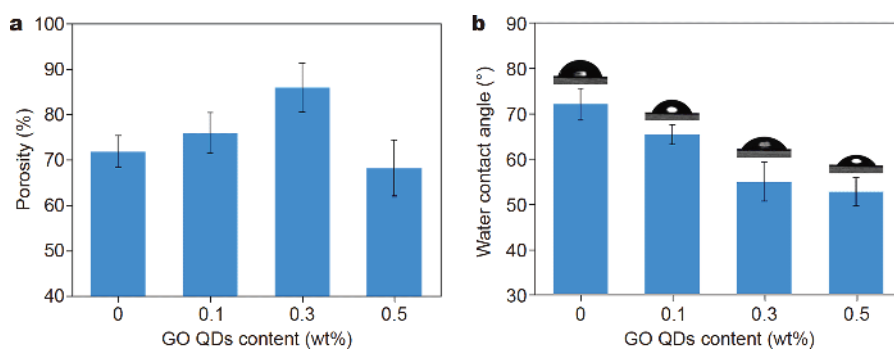 a
Porosity (%)
100
90
80
70
60
50
40
0 0.1 0.3 0.5
GO QDs content (wt%)
b
Water contact angle (°)
90
80
70
60
50
40
30
0 0.1 0.3 0.5
GO QDs content (wt%)